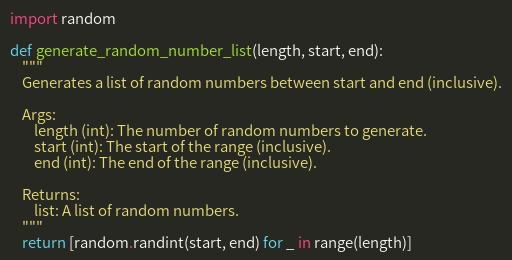 import random
def generate_random_number_list(length, start, end):
"""
Generates a list of random numbers between start and end (inclusive).
Args:
length (int): The number of random numbers to generate.
start (int): The start of the range (inclusive).
end (int): The end of the range (inclusive).
Returns:
list: A list of random numbers.
"""
return [random.randint(start, end) for _ in range(length)]